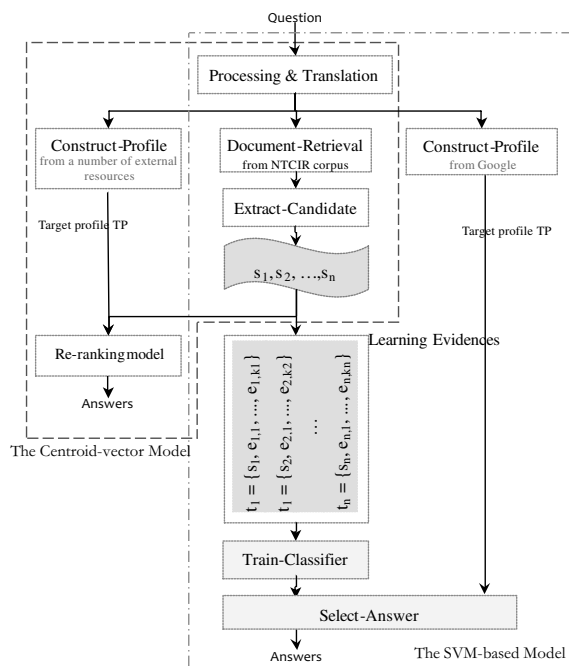 Question
Processing & Translation
Construct-Profile
from a number of external
resources
Document-Retrieval
from NTCIR corpus
Construct-Profile
from Google
Extract-Candidate
Target profile TP
Target profile TP
s1, s2, …,sn
Learning Evidences
Re-ranking model
Answers
The Centroid-vector Model
t1 = {s1, e1,1, ..., e1,k1}
t1 = {s2, e2,1, ..., e2,k2}
...
tn = {sn, en,1, ..., en,kn}
Train-Classifier
Select-Answer
Answers
The SVM-based Model